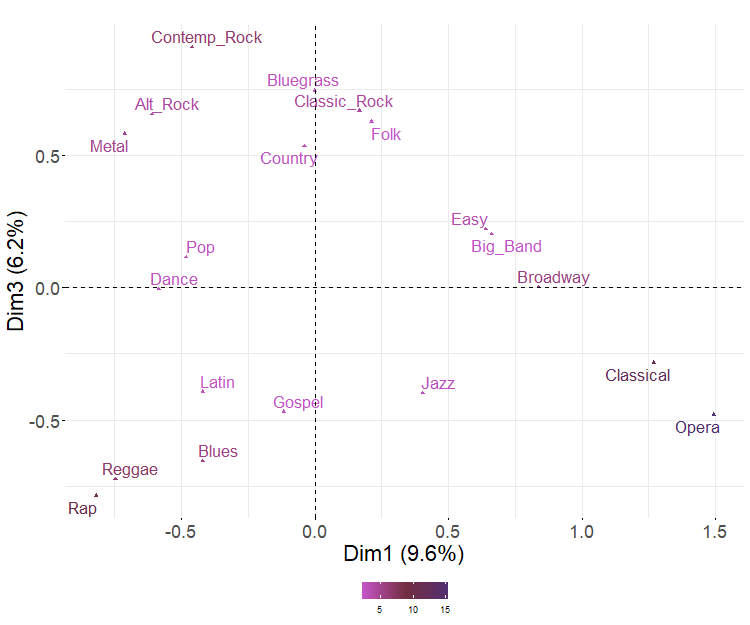 Contemp_Rock
Bluegrass
Classic_Rock
Alt_Rock
Folk
Metal
Country
0.5
Easy
Pop
Big_Band
Dance
Broadway
0.0
Dim3 (6.2%)
Classical
Latin
Jazz
Gospel
-0.5
Opera
Blues
Reggae
Rap
-0.5 0.0 0.5 1.0 1.5
Dim1 (9.6%)
5 10 15